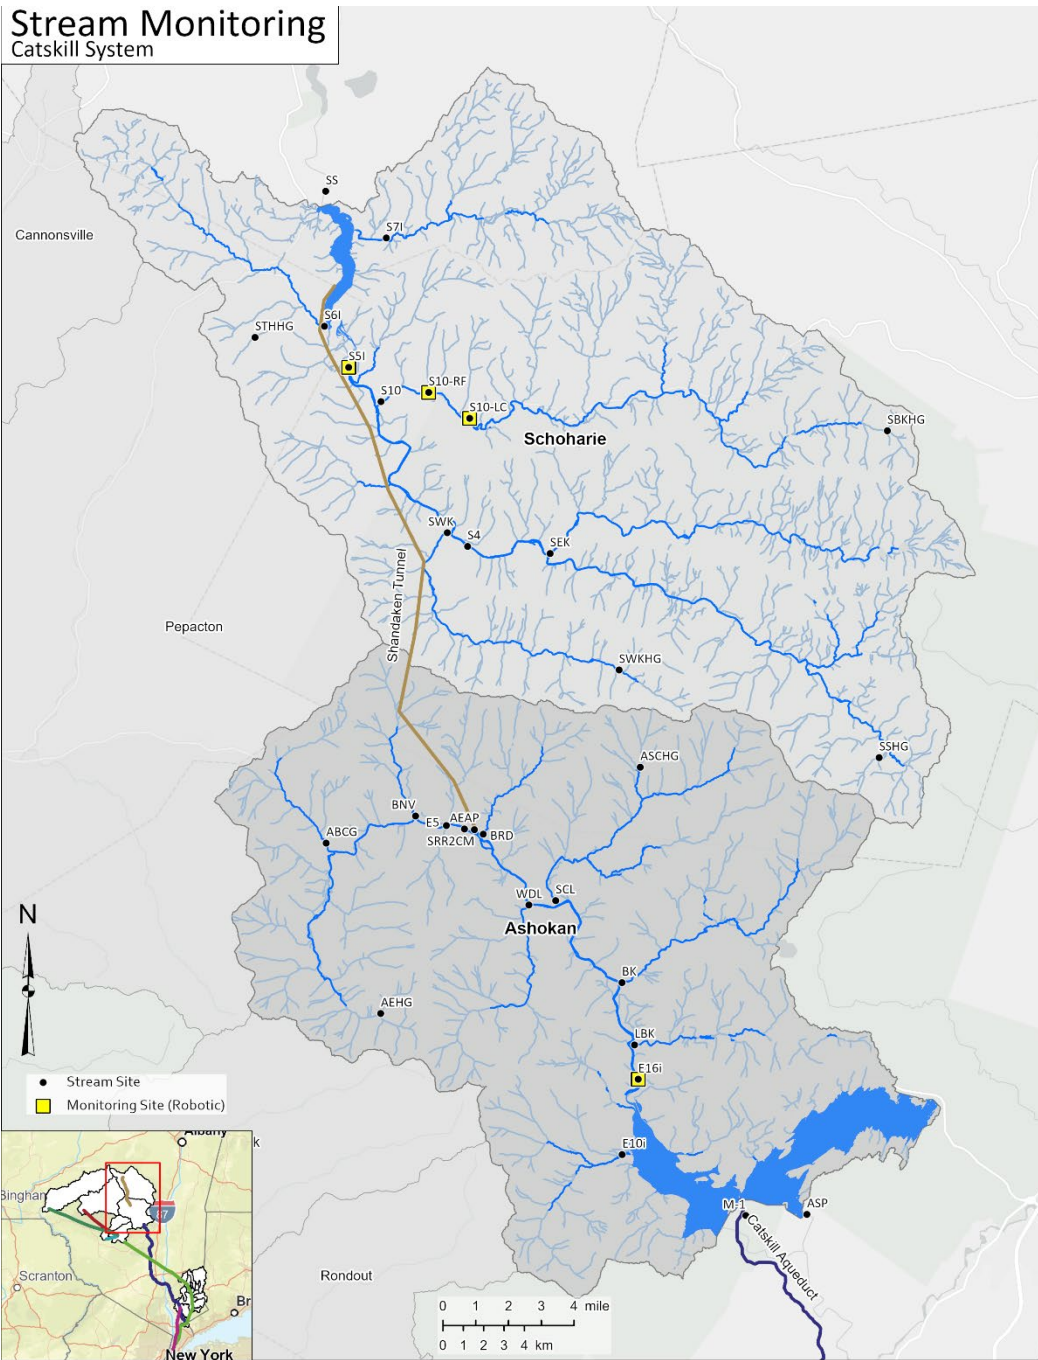 Stream Monitoring
Catskill System
SS
Cannonsville
S7I
STHHG
S6I
S5I
S10
S10-RF
S10-LC
SBKHG
Schoharie
SWK
S4
SEK
Shandaken Tunnel
Pepacton
SWKHG
SSHG
ASCHG
BNV
E5
AEAP
ABCG
SRR2CM
BRD
WDL
SCL
Ashokan
N
BK
AEHG
LBK
E16i
Stream Site
Monitoring Site (Robotic)
E10i
M-1
ASP
Catskill Aqueduct
Rondout
Albany
k
Bingham
87
Scranton
Br
New York
0 1 2 3 4 mile
0 1 2 3 4 km